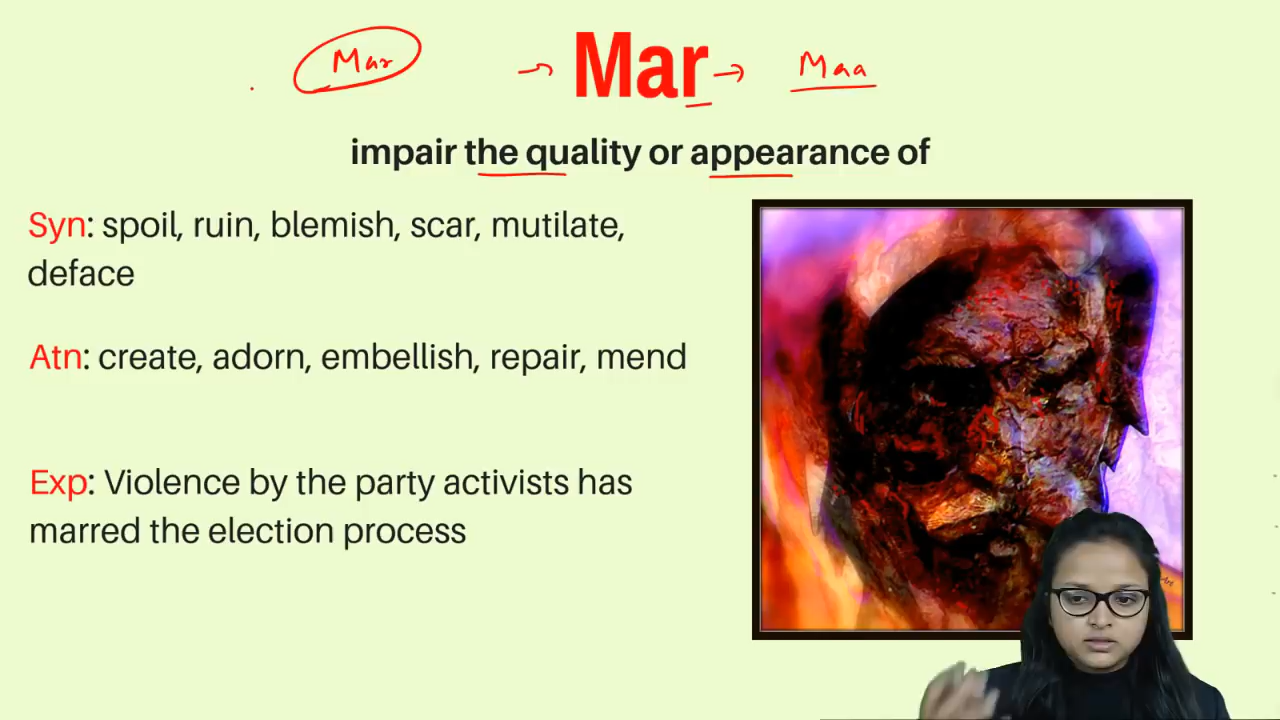 Mar → Mar → Maa
impair the quality or appearance of
Syn: spoil, ruin, blemish, scar, mutilate,
deface
Atn: create, adorn, embellish, repair, mend
Exp: Violence by the party activists has
marred the election process